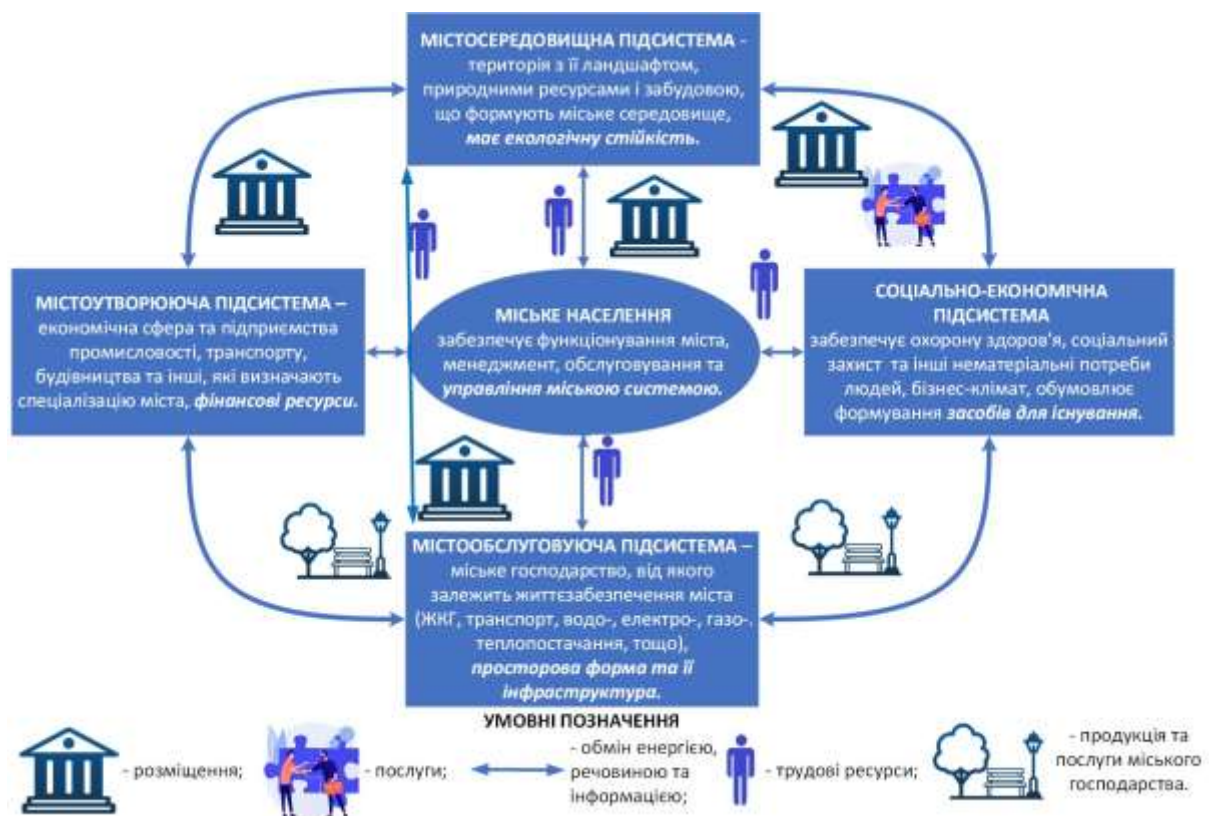 МІСТОСЕРЕДОВИЩНА ПІДСИСТЕМА -
територія з її ландшафтом,
природними ресурсами і забудовою,
що формують міське середовище,
має екологічну стійкість.
МІСТОУТВОРЮЮЧА ПІДСИСТЕМА –
економічна сфера та підприємства
промисловості, транспорту,
будівництва та інші, які визначають
спеціалізацію міста, фінансові ресурси.
МІСЬКЕ НАСЕЛЕННЯ
забезпечує функціонування міста,
менеджмент, обслуговування та
управління міською системою.
СОЦІАЛЬНО-ЕКОНОМІЧНА
ПІДСИСТЕМА
забезпечує охорону здоров'я, соціальний
захист та інші нематеріальні потреби
людей, бізнес-клімат, обумовлює
формування засобів для існування.
МІСТООБСЛУГОВУЮЧА ПІДСИСТЕМА –
міське господарство, від якого
залежить життєзабезпечення міста
(ЖКГ, транспорт, водо-, електро-, газо-.
теплопостачання, тощо),
просторова форма та її
інфраструктура.
УМОВНІ ПОЗНАЧЕННЯ
- розміщення;
- послуги;
- обмін енергією,
речовиною та
інформацією;
- трудові ресурси;
- продукція та
послуги міського
господарства.